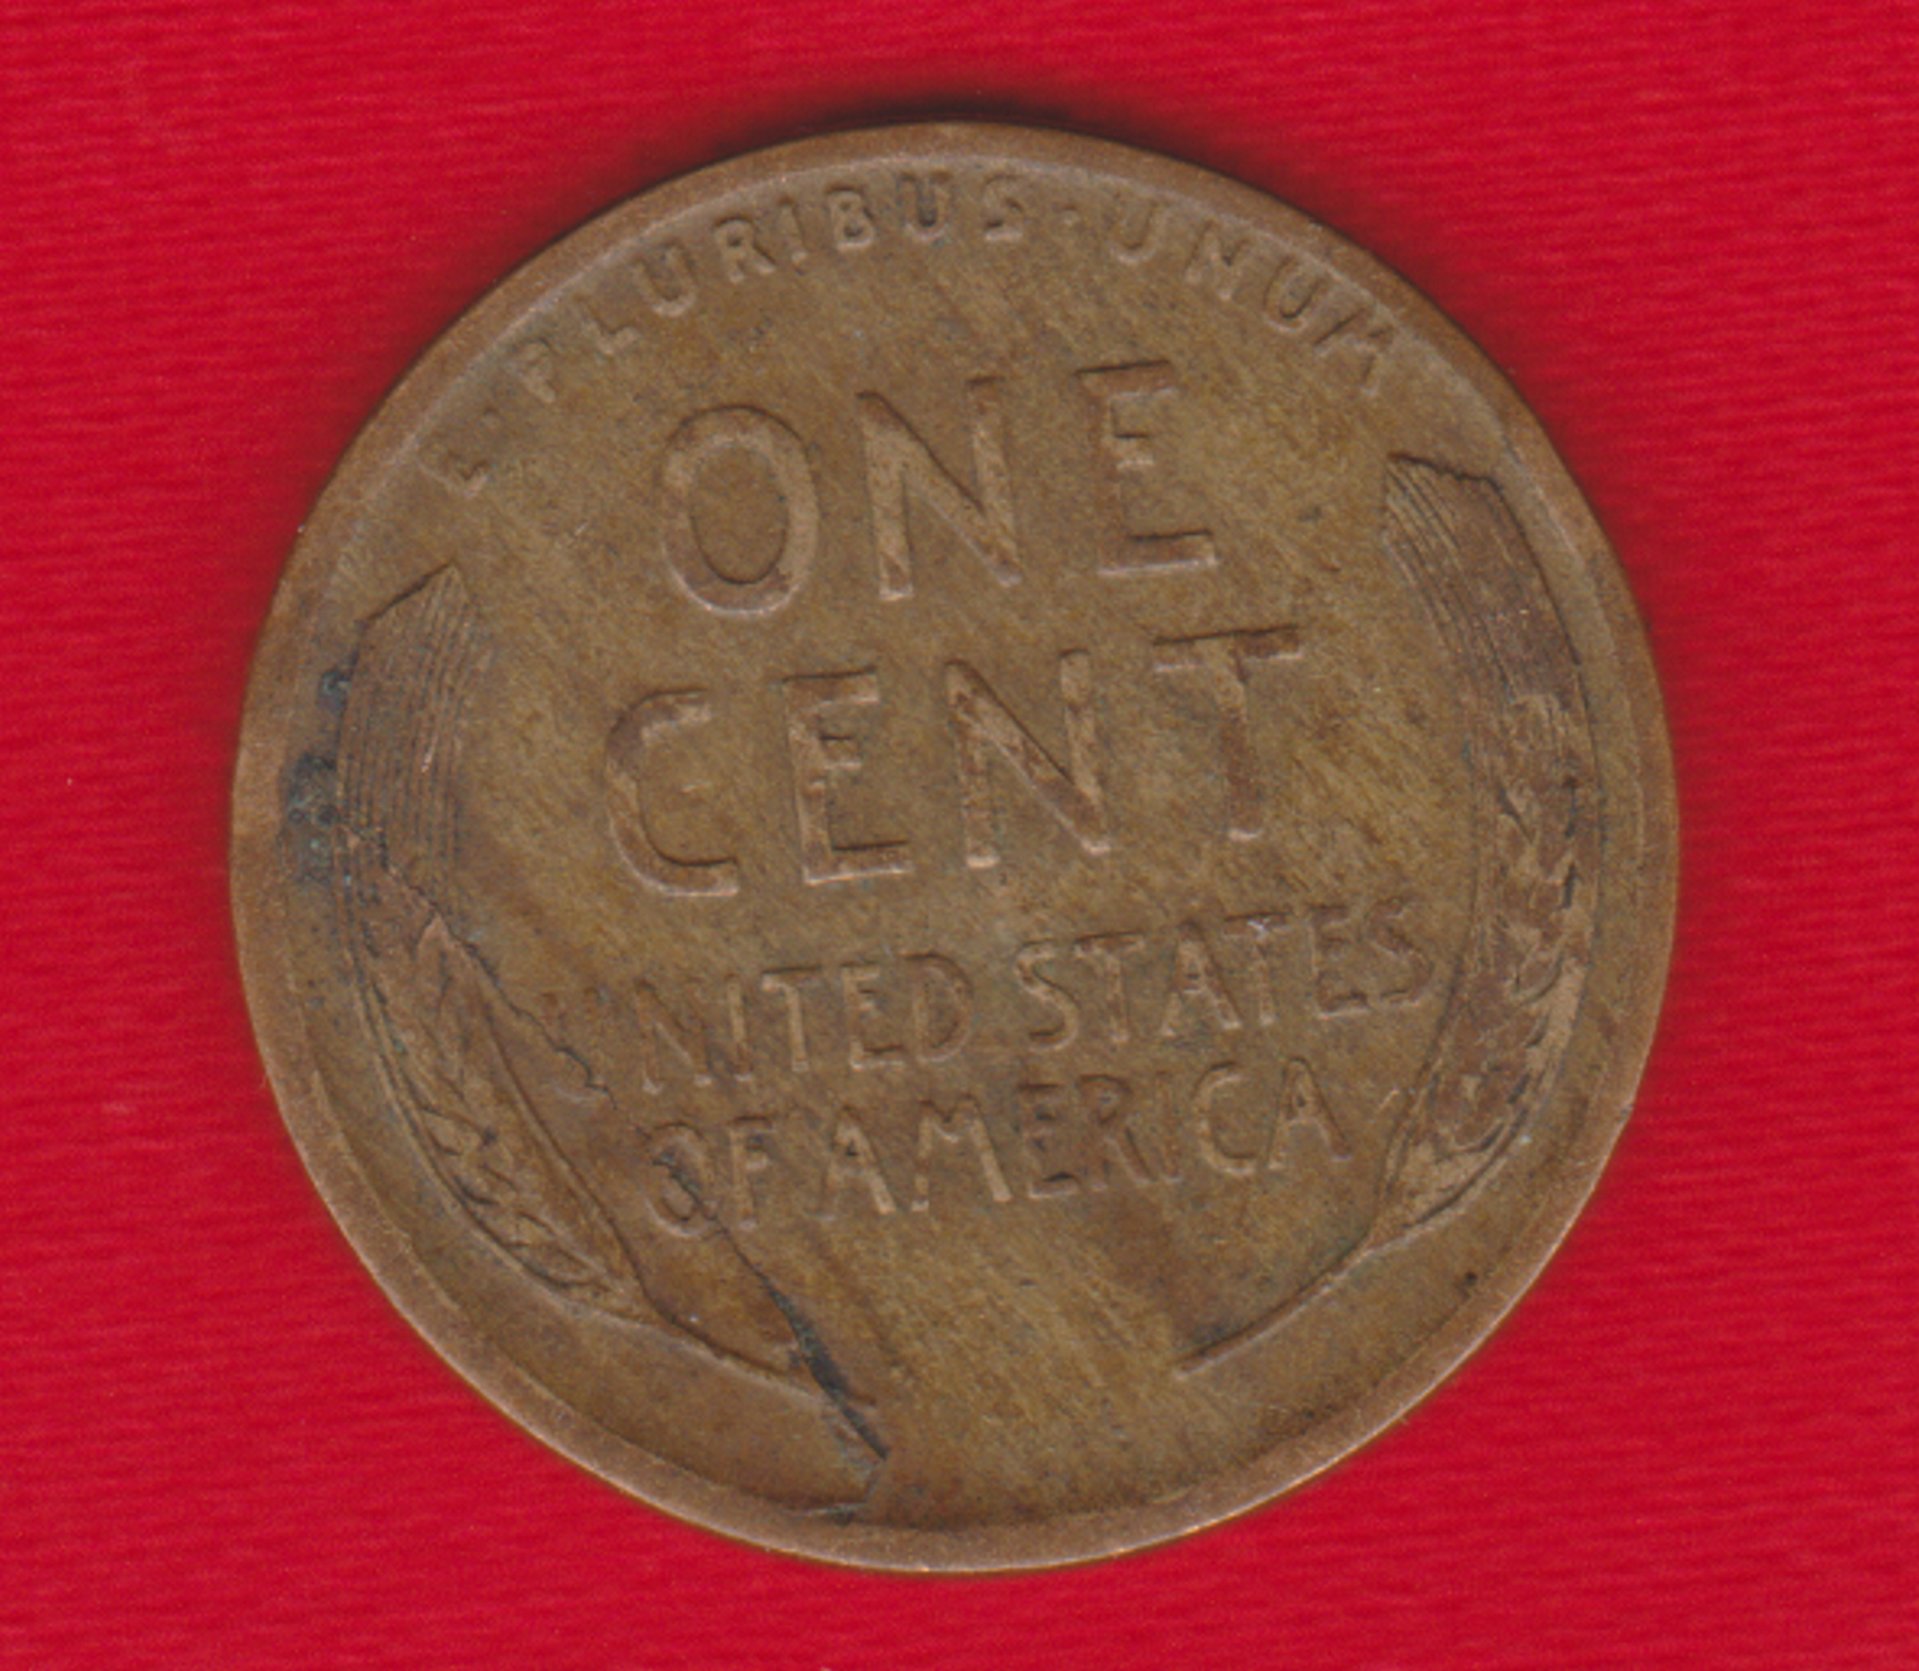 E·PLURIBUS·UNUM
ONE
CENT
UNITED STATES
OF AMERICA